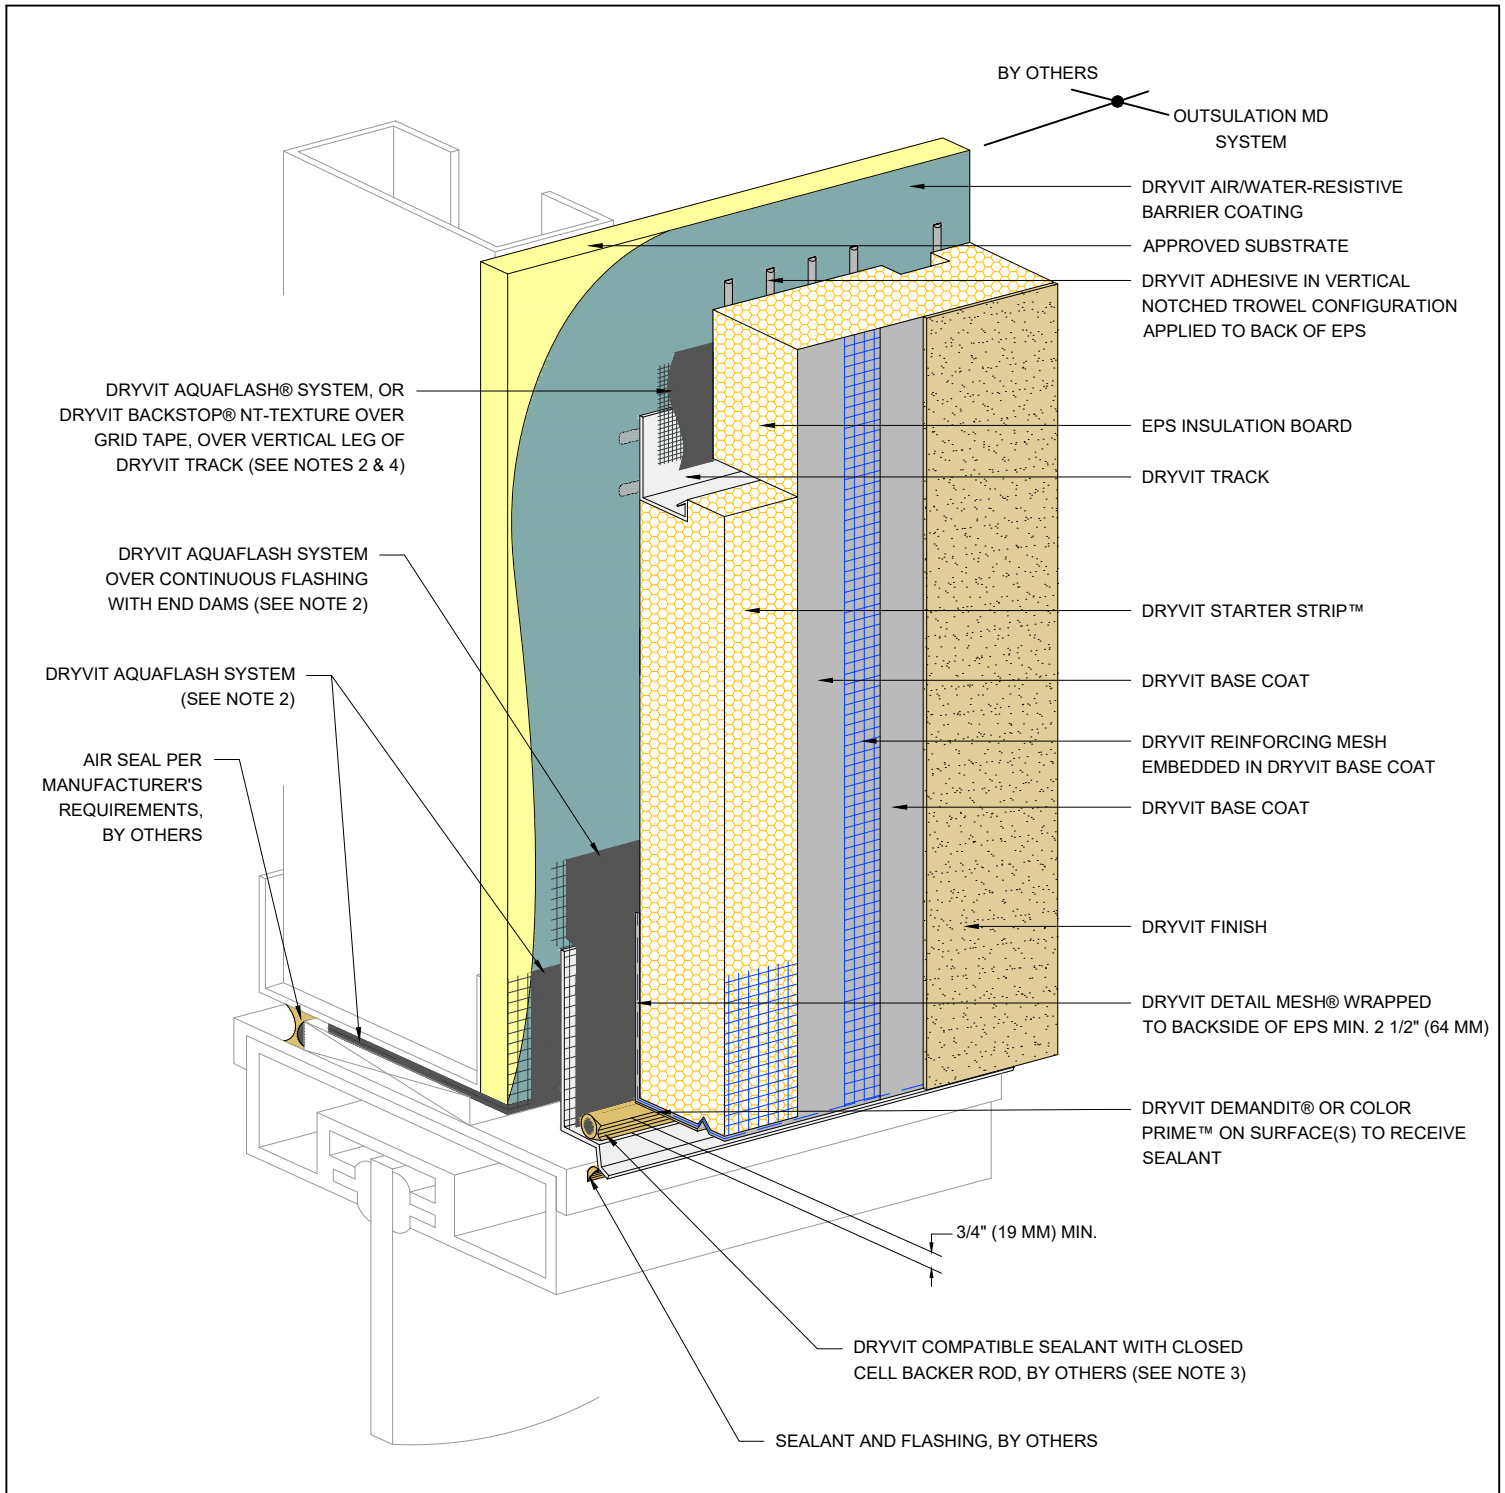 BY OTHERS
OUTSULATION MD
SYSTEM
DRYVIT AIR/WATER-RESISTIVE
BARRIER COATING
APPROVED SUBSTRATE
DRYVIT ADHESIVE IN VERTICAL
NOTCHED TROWEL CONFIGURATION
APPLIED TO BACK OF EPS
DRYVIT AQUAFLASH® SYSTEM, OR
DRYVIT BACKSTOP® NT-TEXTURE OVER
GRID TAPE, OVER VERTICAL LEG OF
DRYVIT TRACK (SEE NOTES 2 & 4)
EPS INSULATION BOARD
DRYVIT TRACK
DRYVIT AQUAFLASH SYSTEM
OVER CONTINUOUS FLASHING
WITH END DAMS (SEE NOTE 2)
DRYVIT STARTER STRIP™
DRYVIT AQUAFLASH SYSTEM
(SEE NOTE 2)
DRYVIT BASE COAT
DRYVIT REINFORCING MESH
EMBEDDED IN DRYVIT BASE COAT
AIR SEAL PER
MANUFACTURER'S
REQUIREMENTS,
BY OTHERS
DRYVIT BASE COAT
DRYVIT FINISH
DRYVIT DETAIL MESH® WRAPPED
TO BACKSIDE OF EPS MIN. 2 1/2" (64 MM)
DRYVIT DEMANDIT® OR COLOR
PRIME™ ON SURFACE(S) TO RECEIVE
SEALANT
3/4" (19 MM) MIN.
DRYVIT COMPATIBLE SEALANT WITH CLOSED
CELL BACKER ROD, BY OTHERS (SEE NOTE 3)
SEALANT AND FLASHING, BY OTHERS